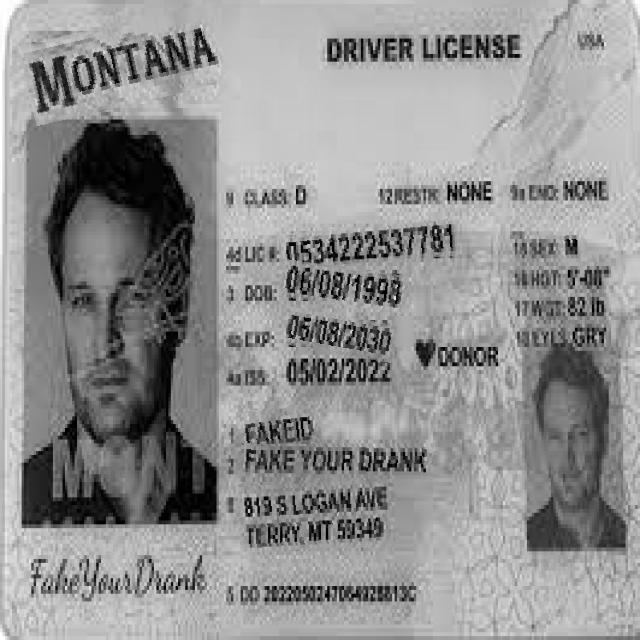 MONTANA
DRIVER LICENSE
USA
9 CLASS: D
12 RESTR: NONE
9a END: NONE
4d LIC #: 0534222537781
15 SEX: M
3 DOB: 06/08/1998
16 HGT: 5'-08"
17 WGT: 82 lb
4b EXP: 06/08/2030
18 EYES: GRY
4a ISS: 05/02/2022
DONOR
1 FAKEID
2 FAKE YOUR DRANK
8 819 S LOGAN AVE
TERRY, MT 59349
FakeYourDrank
5 DD